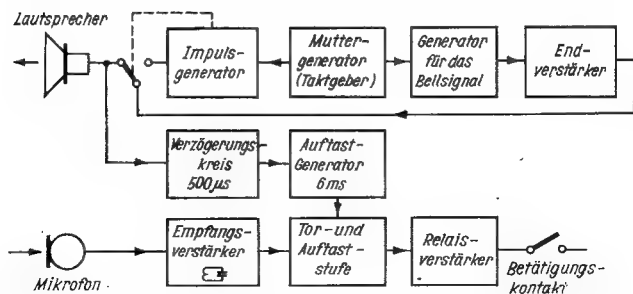 Lautsprecher
Impuls-
generator
Mutter-
generator
(Taktgeber)
Generator
für das
Bellsignal
End-
verstärker
Verzögerungs-
kreis
500µs
Auftast-
Generator
6ms
Mikrofon
Empfangs-
verstärker
Tor- und
Auftast-
stufe
Relais-
verstärker
Betätigungs-
kontakt